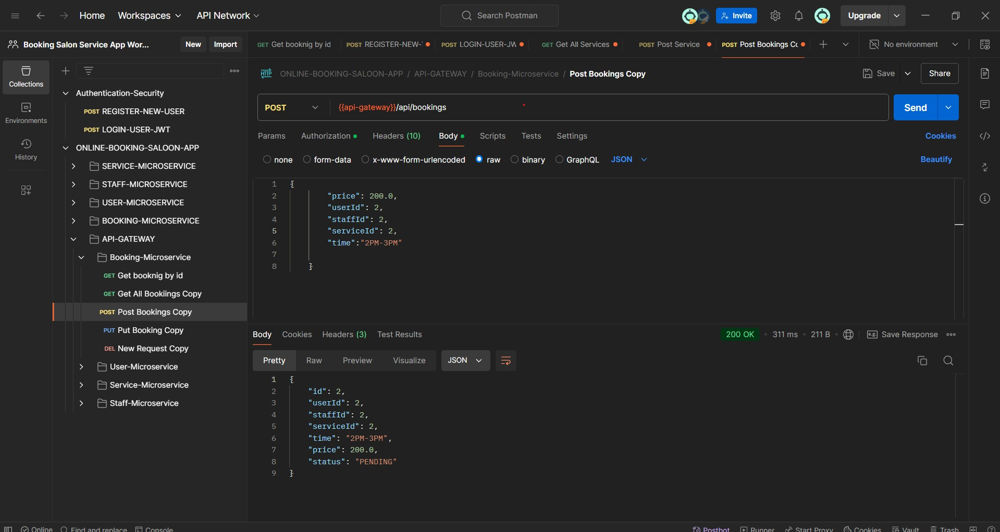 Home Workspaces API Network Search Postman Invite Upgrade
Booking Salon Service App Wor... New Import
GET Get booknig by id POST REGISTER-NEW- POST LOGIN-USER-JW GET Get All Services POST Post Service POST Post Bookings Co No environment
Collections
Environments
History
Authentication-Security
POST REGISTER-NEW-USER
POST LOGIN-USER-JWT
ONLINE-BOOKING-SALOON-APP
SERVICE-MICROSERVICE
STAFF-MICROSERVICE
USER-MICROSERVICE
BOOKING-MICROSERVICE
API-GATEWAY
Booking-Microservice
GET Get booknig by id
GET Get All Bookiings Copy
POST Post Bookings Copy
PUT Put Booking Copy
DEL New Request Copy
User-Microservice
Service-Microservice
Staff-Microservice
HTTP ONLINE-BOOKING-SALOON-APP / API-GATEWAY / Booking-Microservice / Post Bookings Copy Save Share
POST {{api-gateway}}/api/bookings Send
Params Authorization Headers (10) Body Scripts Tests Settings Cookies
none form-data x-www-form-urlencoded raw binary GraphQL JSON Beautify
1 {
2 "price": 200.0,
3 "userId": 2,
4 "staffId": 2,
5 "serviceId": 2,
6 "time":"2PM-3PM"
7
8 }
Body Cookies Headers (3) Test Results 200 OK 311 ms 211 B e.g. Save Response
Pretty Raw Preview Visualize JSON
1 {
2 "id": 2,
3 "userId": 2,
4 "staffId": 2,
5 "serviceId": 2,
6 "time": "2PM-3PM",
7 "price": 200.0,
8 "status": "PENDING"
9 }
Online Find and replace Console Postbot Runner Start Proxy Cookies Vault Trash